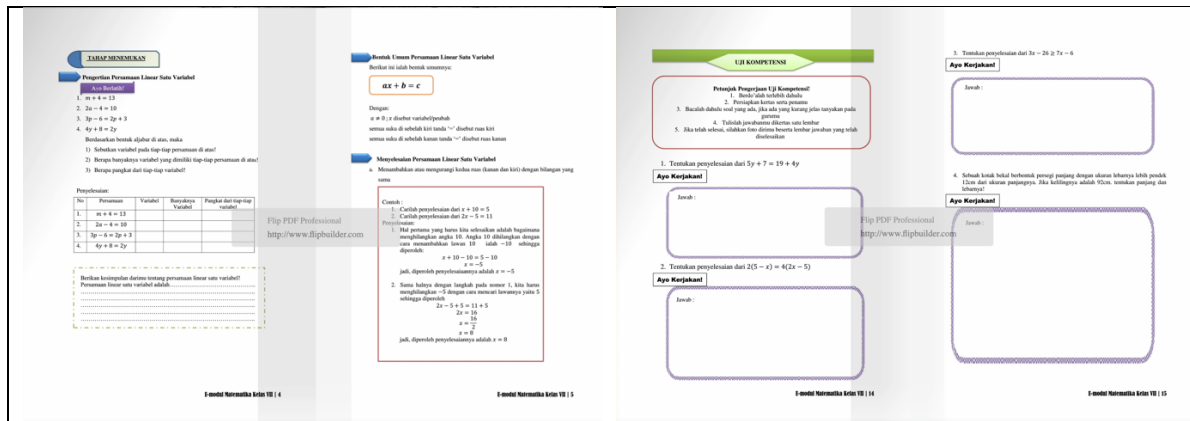 TAHAP MENEMUKAN
Pengertian Persamaan Linear Satu Variabel
Ayo Berlatih!
1. m + 4 = 13
2. 2a − 4 = 10
3. 3p − 6 = 2p + 3
4. 4y + 8 = 2y
Berdasarkan bentuk aljabar di atas, maka
1) Sebutkan variabel pada tiap-tiap persamaan di atas!
2) Berapa banyaknya variabel yang dimiliki tiap-tiap persamaan di atas!
3) Berapa pangkat dari tiap-tiap variabel!
Penyelesaian:
No Persamaan Variabel Banyaknya Variabel Pangkat dari tiap-tiap variabel
1. m + 4 = 13
2. 2a − 4 = 10
3. 3p − 6 = 2p + 3
4. 4y + 8 = 2y
Berikan kesimpulan darimu tentang persamaan linear satu variabel?
Persamaan linear satu variabel adalah
E-modul Matematika Kelas VII | 4
Bentuk Umum Persamaan Linear Satu Variabel
Berikut ini ialah bentuk umumnya:
ax + b = c
Dengan:
a ≠ 0 ; x disebut variabel/peubah
semua suku di sebelah kiri tanda ‘=’ disebut ruas kiri
semua suku di sebelah kanan tanda ‘=’ disebut ruas kanan
Menyelesaian Persamaan Linear Satu Variabel
a. Menambahkan atau mengurangi kedua ruas (kanan dan kiri) dengan bilangan yang
sama
Contoh :
1. Carilah penyelesaian dari x + 10 = 5
2. Carilah penyelesaian dari 2x − 5 = 11
Penyelesaian:
1. Hal pertama yang harus kita selesaikan adalah bagaimana
menghilangkan angka 10. Angka 10 dihilangkan dengan
cara menambahkan lawan 10 ialah −10 sehingga
diperoleh:
x + 10 − 10 = 5 − 10
x = −5
jadi, diperoleh penyelesaiannya adalah x = −5
2. Sama halnya dengan langkah pada nomor 1, kita harus
menghilangkan −5 dengan cara mencari lawannya yaitu 5
sehingga diperoleh
2x − 5 + 5 = 11 + 5
2x = 16
x = 16/2
x = 8
jadi, diperoleh penyelesaiannya adalah x = 8
Flip PDF Professional
http://www.flipbuilder.com
E-modul Matematika Kelas VII | 5
UJI KOMPETENSI
Petunjuk Pengerjaan Uji Kompetensi!
1. Berdo’alah terlebih dahulu
2. Persiapkan kertas serta penamu
3. Bacalah dahulu soal yang ada, jika ada yang kurang jelas tanyakan pada
gurumu
4. Tulislah jawabanmu dikertas satu lembar
5. Jika telah selesai, silahkan foto dirimu beserta lembar jawaban yang telah
diselesaikan
1. Tentukan penyelesaian dari 5y + 7 = 19 + 4y
Ayo Kerjakan!
Jawab :
2. Tentukan penyelesaian dari 2(5 − x) = 4(2x − 5)
Ayo Kerjakan!
Jawab :
E-modul Matematika Kelas VII | 14
3. Tentukan penyelesaian dari 3x − 26 ≥ 7x − 6
Ayo Kerjakan!
Jawab :
4. Sebuah kotak bekal berbentuk persegi panjang dengan ukuran lebarnya lebih pendek
12cm dari ukuran panjangnya. Jika kelilingnya adalah 92cm, tentukan panjang dan
lebarnya!
Ayo Kerjakan!
Jawab :
Flip PDF Professional
http://www.flipbuilder.com
E-modul Matematika Kelas VII | 15